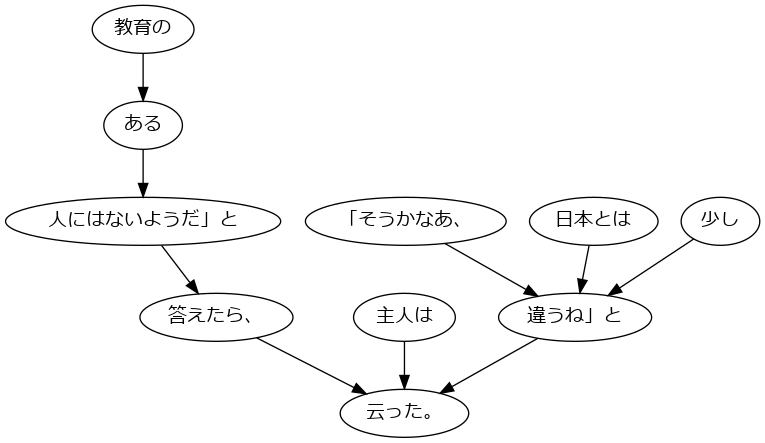 教育の
ある
人にはないようだ」と
「そうかなあ、
日本とは
少し
答えたら、
主人は
違うね」と
云った。